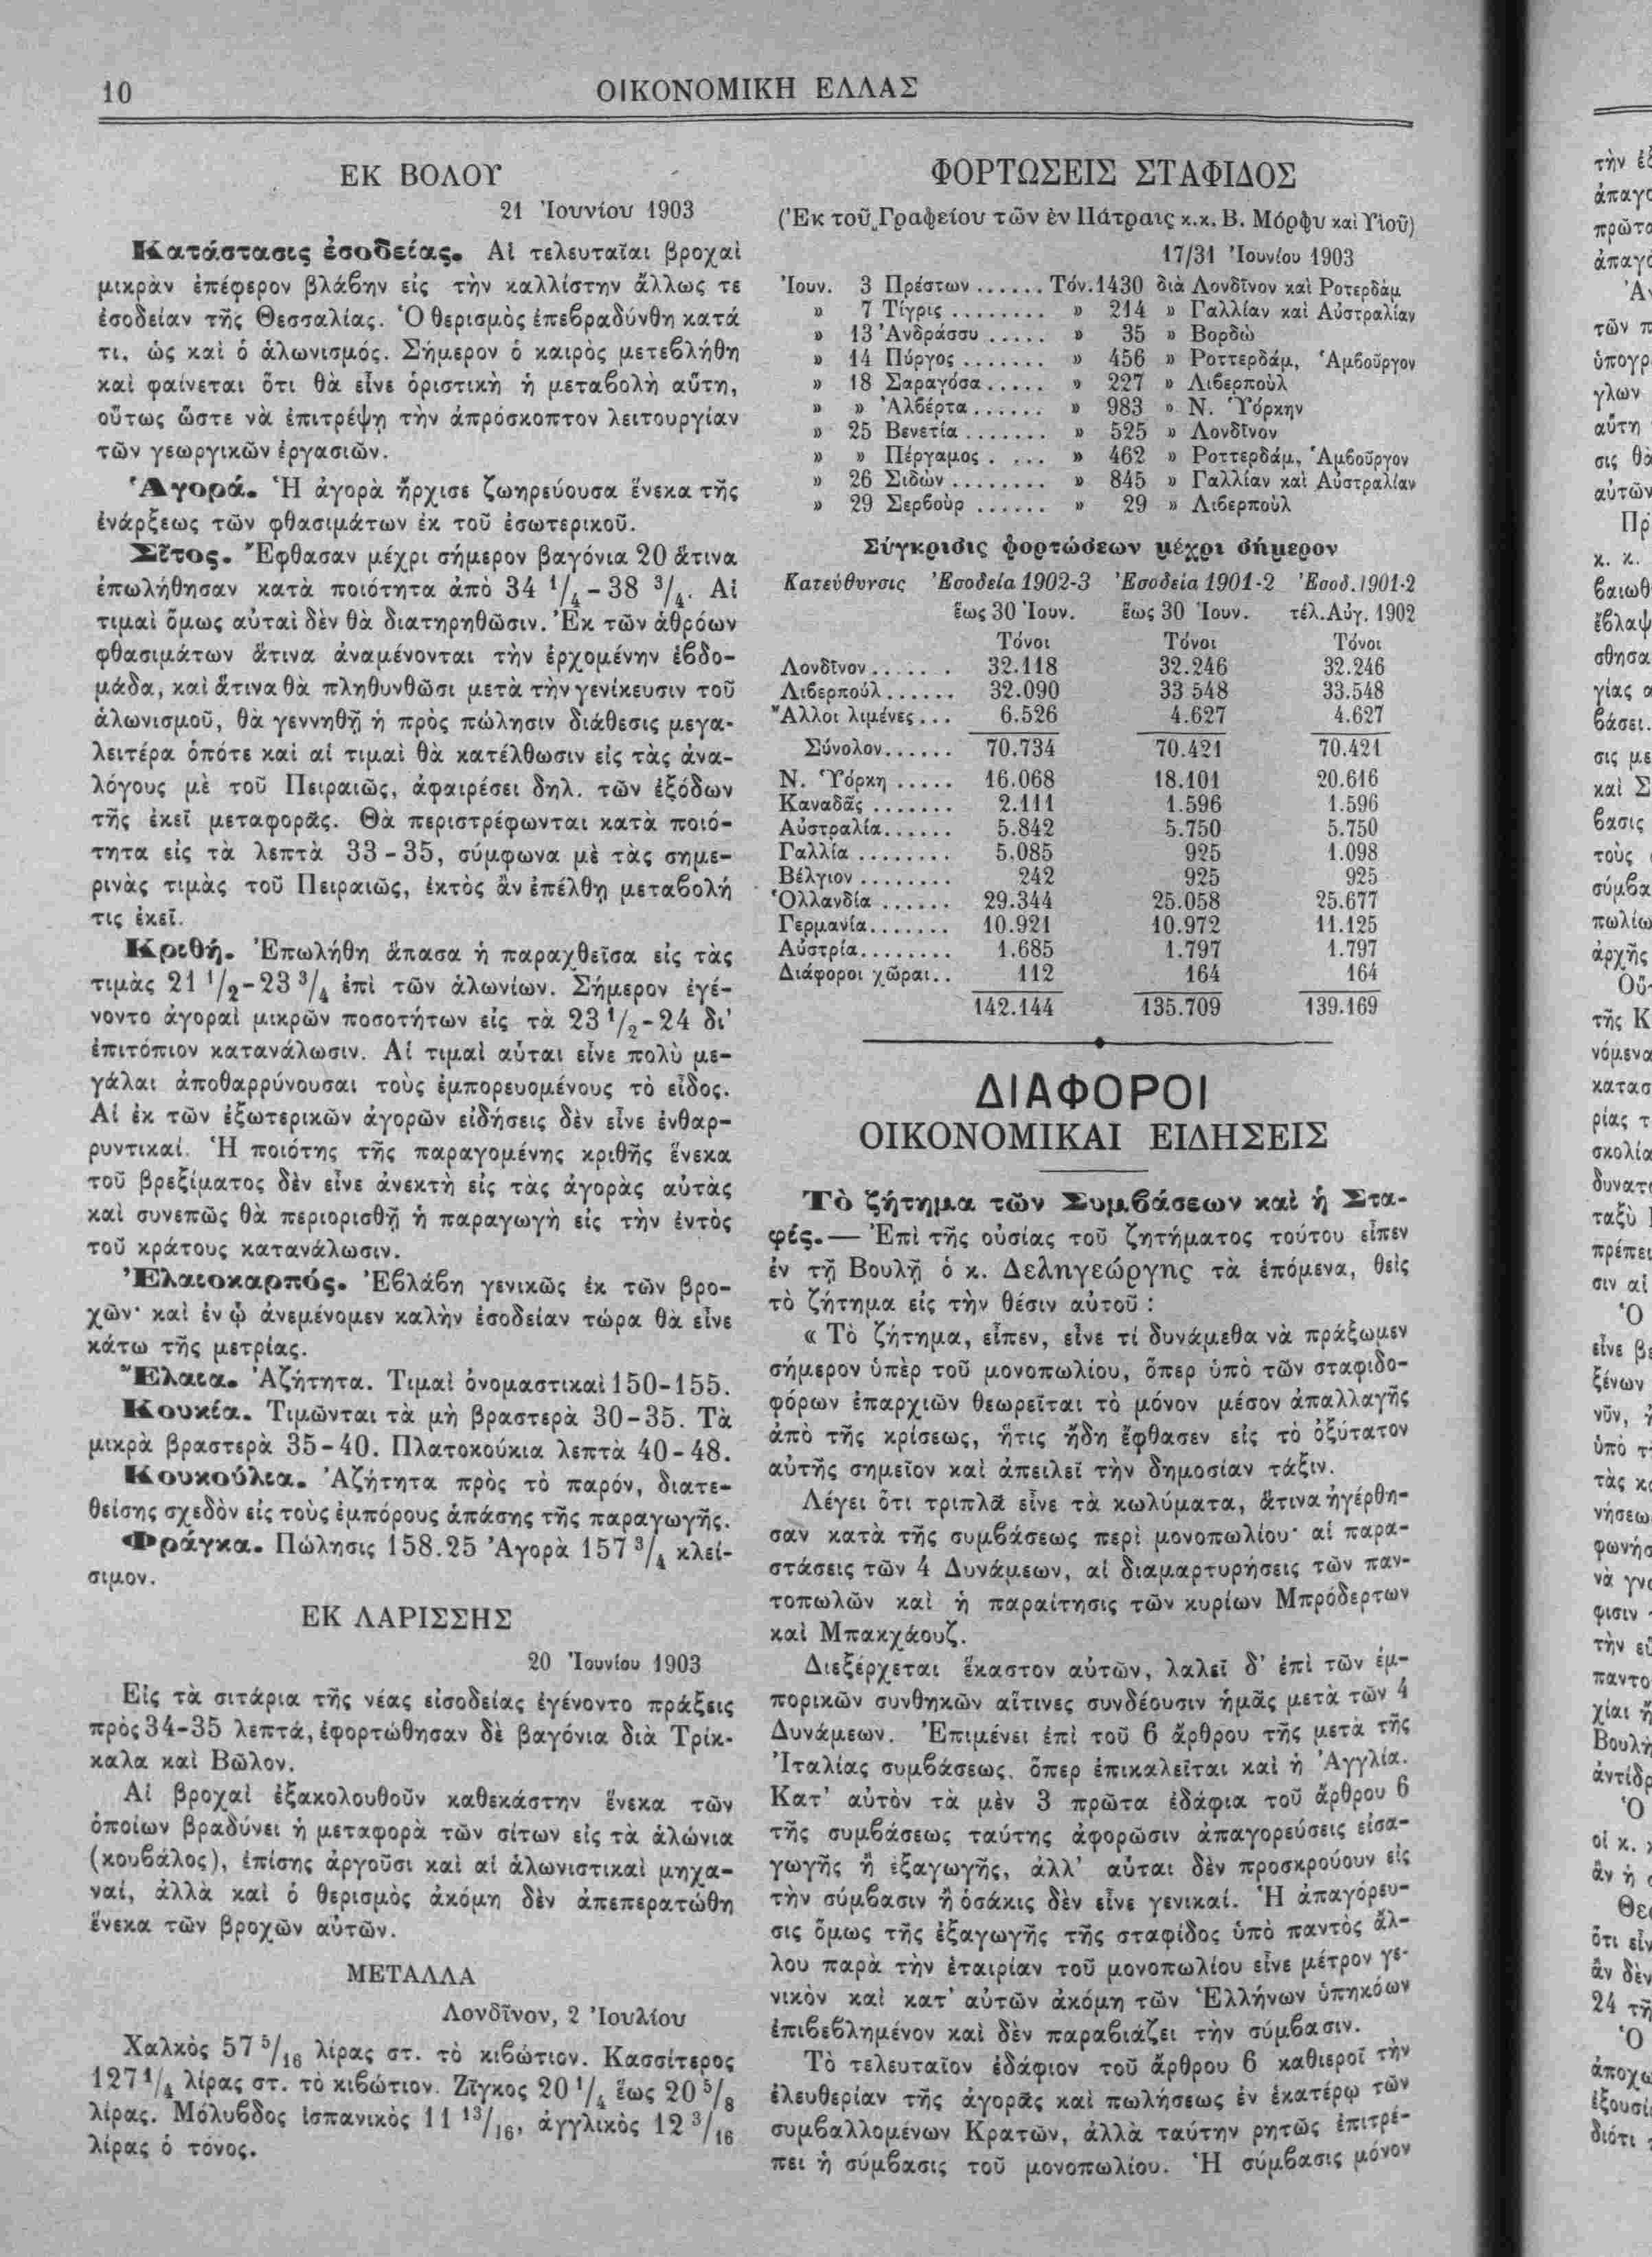 10
ΟΙΚΟΝΟΜΙΚΗ ΕΛΛΑΣ
ΕΚ ΒΟΛΟΥ
21 Ἰουνίου 1903
Κατάστασις ἐσοδείας. Αἱ τελευταῖαι βροχαὶ
μικρὰν ἐπέφερον βλάβην εἰς τὴν καλλίστην ἄλλως τε
ἐσοδείαν τῆς Θεσσαλίας. Ὁ θερισμὸς ἐπεβραδύνθη κατά
τι, ὡς καὶ ὁ ἁλωνισμός. Σήμερον ὁ καιρὸς μετεβλήθη
καὶ φαίνεται ὅτι θὰ εἶνε ὁριστικὴ ἡ μεταβολὴ αὕτη,
οὕτως ὥστε νὰ ἐπιτρέψῃ τὴν ἀπρόσκοπτον λειτουργίαν
τῶν γεωργικῶν ἐργασιῶν.
Ἀγορά. Ἡ ἀγορὰ ἤρχισε ζωηρεύουσα ἕνεκα τῆς
ἐνάρξεως τῶν φθασιμάτων ἐκ τοῦ ἐσωτερικοῦ.
Σῖτος. Ἔφθασαν μέχρι σήμερον βαγόνια 20 ἅτινα
ἐπωλήθησαν κατὰ ποιότητα ἀπὸ 34 1/4 - 38 3/4. Αἱ
τιμαὶ ὅμως αὐταὶ δὲν θὰ διατηρηθῶσιν. Ἐκ τῶν ἀθρόων
φθασιμάτων ἅτινα ἀναμένονται τὴν ἐρχομένην ἑβδο-
μάδα, καὶ ἅτινα θὰ πληθυνθῶσι μετὰ τὴν γενίκευσιν τοῦ
ἁλωνισμοῦ, θὰ γεννηθῇ ἡ πρὸς πώλησιν διάθεσις μεγα-
λειτέρα ὁπότε καὶ αἱ τιμαὶ θὰ κατέλθωσιν εἰς τὰς ἀνα-
λόγους μὲ τοῦ Πειραιῶς, ἀφαιρέσει δηλ. τῶν ἐξόδων
τῆς ἐκεῖ μεταφορᾶς. Θὰ περιστρέφωνται κατὰ ποιό-
τητα εἰς τὰ λεπτὰ 33 - 35, σύμφωνα μὲ τὰς σημε-
ρινὰς τιμὰς τοῦ Πειραιῶς, ἐκτὸς ἂν ἐπέλθῃ μεταβολή
τις ἐκεῖ.
Κριθή. Ἐπωλήθη ἅπασα ἡ παραχθεῖσα εἰς τὰς
τιμὰς 21 1/2-23 3/4 ἐπὶ τῶν ἁλωνίων. Σήμερον ἐγέ-
νοντο ἀγοραὶ μικρῶν ποσοτήτων εἰς τὰ 23 1/2-24 δι'
ἐπιτόπιον κατανάλωσιν. Αἱ τιμαὶ αὗται εἶνε πολὺ με-
γάλαι ἀποθαρρύνουσαι τοὺς ἐμπορευομένους τὸ εἶδος.
Αἱ ἐκ τῶν ἐξωτερικῶν ἀγορῶν εἰδήσεις δὲν εἶνε ἐνθαρ-
ρυντικαί. Ἡ ποιότης τῆς παραγομένης κριθῆς ἕνεκα
τοῦ βρεξίματος δὲν εἶνε ἀνεκτὴ εἰς τὰς ἀγορὰς αὐτὰς
καὶ συνεπῶς θὰ περιορισθῇ ἡ παραγωγὴ εἰς τὴν ἐντὸς
τοῦ κράτους κατανάλωσιν.
Ἐλαιοκαρπός. Ἐβλάβη γενικῶς ἐκ τῶν βρο-
χῶν· καὶ ἐν ᾧ ἀνεμένομεν καλὴν ἐσοδείαν τώρα θὰ εἶνε
κάτω τῆς μετρίας.
Ἔλαια. Ἀζήτητα. Τιμαὶ ὀνομαστικαὶ 150-155.
Κουκία. Τιμῶνται τὰ μὴ βραστερὰ 30-35. Τὰ
μικρὰ βραστερὰ 35-40. Πλατοκούκια λεπτὰ 40-48.
Κουκούλια. Ἀζήτητα πρὸς τὸ παρόν, διατε-
θείσης σχεδὸν εἰς τοὺς ἐμπόρους ἁπάσης τῆς παραγωγῆς.
Φράγκα. Πώλησις 158.25 Ἀγορὰ 157 3/4 κλεί-
σιμον.
ΕΚ ΛΑΡΙΣΣΗΣ
20 Ἰουνίου 1903
Εἰς τὰ σιτάρια τῆς νέας εἰσοδείας ἐγένοντο πράξεις
πρὸς 34-35 λεπτά, ἐφορτώθησαν δὲ βαγόνια διὰ Τρίκ-
καλα καὶ Βῶλον.
Αἱ βροχαὶ ἐξακολουθοῦν καθεκάστην ἕνεκα τῶν
ὁποίων βραδύνει ἡ μεταφορὰ τῶν σίτων εἰς τὰ ἁλώνια
(κουβάλος), ἐπίσης ἀργοῦσι καὶ αἱ ἁλωνιστικαὶ μηχα-
ναί, ἀλλὰ καὶ ὁ θερισμὸς ἀκόμη δὲν ἀπεπερατώθη
ἕνεκα τῶν βροχῶν αὐτῶν.
ΜΕΤΑΛΛΑ
Λονδῖνον, 2 Ἰουλίου
Χαλκὸς 57 5/16 λίρας στ. τὸ κιβώτιον. Κασσίτερος
127 1/4 λίρας στ. τὸ κιβώτιον. Ζῖγκος 20 1/4 ἕως 20 5/8
λίρας. Μόλυβδος ἱσπανικὸς 11 13/16, ἀγγλικὸς 12 3/16
λίρας ὁ τόνος.
ΦΟΡΤΩΣΕΙΣ ΣΤΑΦΙΔΟΣ
(Ἐκ τοῦ Γραφείου τῶν ἐν Πάτραις κ.κ. Β. Μόρφυ καὶ Υἱοῦ)
17/31 Ἰουνίου 1903
Ἰουν. 3 Πρέστων ...... Τόν. 1430 διὰ Λονδῖνον καὶ Ροτερδὰμ
» 7 Τίγρις ........ » 214 » Γαλλίαν καὶ Αὐστραλίαν
» 13 Ἀνδράσσυ ..... » 35 » Βορδὼ
» 14 Πύργος ....... » 456 » Ροττερδάμ, Ἀμβοῦργον
» 18 Σαραγόσα ..... » 227 » Λιβερποὺλ
» » Ἀλβέρτα ...... » 983 » Ν. Ὑόρκην
» 25 Βενετία ....... » 525 » Λονδῖνον
» » Πέργαμος . ... » 462 » Ροττερδάμ, Ἀμβοῦργον
» 26 Σιδών ........ » 845 » Γαλλίαν καὶ Αὐστραλίαν
» 29 Σερβοὺρ ...... » 29 » Λιβερποὺλ
Σύγκρισις φορτώσεων μέχρι σήμερον
Κατεύθυνσις Ἐσοδεία 1902-3 Ἐσοδεία 1901-2 Ἐσοδ. 1901-2
ἕως 30 Ἰουν. ἕως 30 Ἰουν. τέλ. Αὐγ. 1902
Τόνοι Τόνοι Τόνοι
Λονδῖνον ...... 32.118 32.246 32.246
Λιβερπούλ ...... 32.090 33 548 33.548
Ἄλλοι λιμένες ... 6.526 4.627 4.627
Σύνολον ...... 70.734 70.421 70.421
Ν. Ὑόρκη ..... 16.068 18.101 20.616
Καναδᾶς ....... 2.111 1.596 1.596
Αὐστραλία ...... 5.842 5.750 5.750
Γαλλία ........ 5.085 925 1.098
Βέλγιον ........ 242 925 925
Ὁλλανδία ...... 29.344 25.058 25.677
Γερμανία ....... 10.921 10.972 11.125
Αὐστρία ........ 1.685 1.797 1.797
Διάφοροι χῶραι .. 112 164 164
142.144 135.709 139.169
ΔΙΑΦΟΡΟΙ
ΟΙΚΟΝΟΜΙΚΑΙ ΕΙΔΗΣΕΙΣ
Τὸ ζήτημα τῶν Συμβάσεων καὶ ἡ Στα-
φίς.— Ἐπὶ τῆς οὐσίας τοῦ ζητήματος τούτου εἶπεν
ἐν τῇ Βουλῇ ὁ κ. Δεληγεώργης τὰ ἑπόμενα, θεὶς
τὸ ζήτημα εἰς τὴν θέσιν αὐτοῦ :
« Τὸ ζήτημα, εἶπεν, εἶνε τί δυνάμεθα νὰ πράξωμεν
σήμερον ὑπὲρ τοῦ μονοπωλίου, ὅπερ ὑπὸ τῶν σταφιδο-
φόρων ἐπαρχιῶν θεωρεῖται τὸ μόνον μέσον ἀπαλλαγῆς
ἀπὸ τῆς κρίσεως, ἥτις ἤδη ἔφθασεν εἰς τὸ ὀξύτατον
αὐτῆς σημεῖον καὶ ἀπειλεῖ τὴν δημοσίαν τάξιν.
Λέγει ὅτι τριπλᾶ εἶνε τὰ κωλύματα, ἅτινα ἠγέρθη-
σαν κατὰ τῆς συμβάσεως περὶ μονοπωλίου· αἱ παρα-
στάσεις τῶν 4 Δυνάμεων, αἱ διαμαρτυρήσεις τῶν παν-
τοπωλῶν καὶ ἡ παραίτησις τῶν κυρίων Μπρόδερτων
καὶ Μπακχάουζ.
Διεξέρχεται ἕκαστον αὐτῶν, λαλεῖ δ' ἐπὶ τῶν ἐμ-
πορικῶν συνθηκῶν αἵτινες συνδέουσιν ἡμᾶς μετὰ τῶν 4
Δυνάμεων. Ἐπιμένει ἐπὶ τοῦ 6 ἄρθρου τῆς μετὰ τῆς
Ἰταλίας συμβάσεως, ὅπερ ἐπικαλεῖται καὶ ἡ Ἀγγλία.
Κατ' αὐτὸν τὰ μὲν 3 πρῶτα ἐδάφια τοῦ ἄρθρου 6
τῆς συμβάσεως ταύτης ἀφορῶσιν ἀπαγορεύσεις εἰσα-
γωγῆς ἢ ἐξαγωγῆς, ἀλλ' αὗται δὲν προσκρούουν εἰς
τὴν σύμβασιν ἢ ὁσάκις δὲν εἶνε γενικαί. Ἡ ἀπαγόρευ-
σις ὅμως τῆς ἐξαγωγῆς τῆς σταφίδος ὑπὸ παντὸς ἄλ-
λου παρὰ τὴν ἑταιρίαν τοῦ μονοπωλίου εἶνε μέτρον γε-
νικὸν καὶ κατ' αὐτῶν ἀκόμη τῶν Ἑλλήνων ὑπηκόων
ἐπιβεβλημένον καὶ δὲν παραβιάζει τὴν σύμβασιν.
Τὸ τελευταῖον ἐδάφιον τοῦ ἄρθρου 6 καθιεροῖ τὴν
ἐλευθερίαν τῆς ἀγορᾶς καὶ πωλήσεως ἐν ἑκατέρῳ τῶν
συμβαλλομένων Κρατῶν, ἀλλὰ ταύτην ρητῶς ἐπιτρέ-
πει ἡ σύμβασις τοῦ μονοπωλίου. Ἡ σύμβασις μόνον